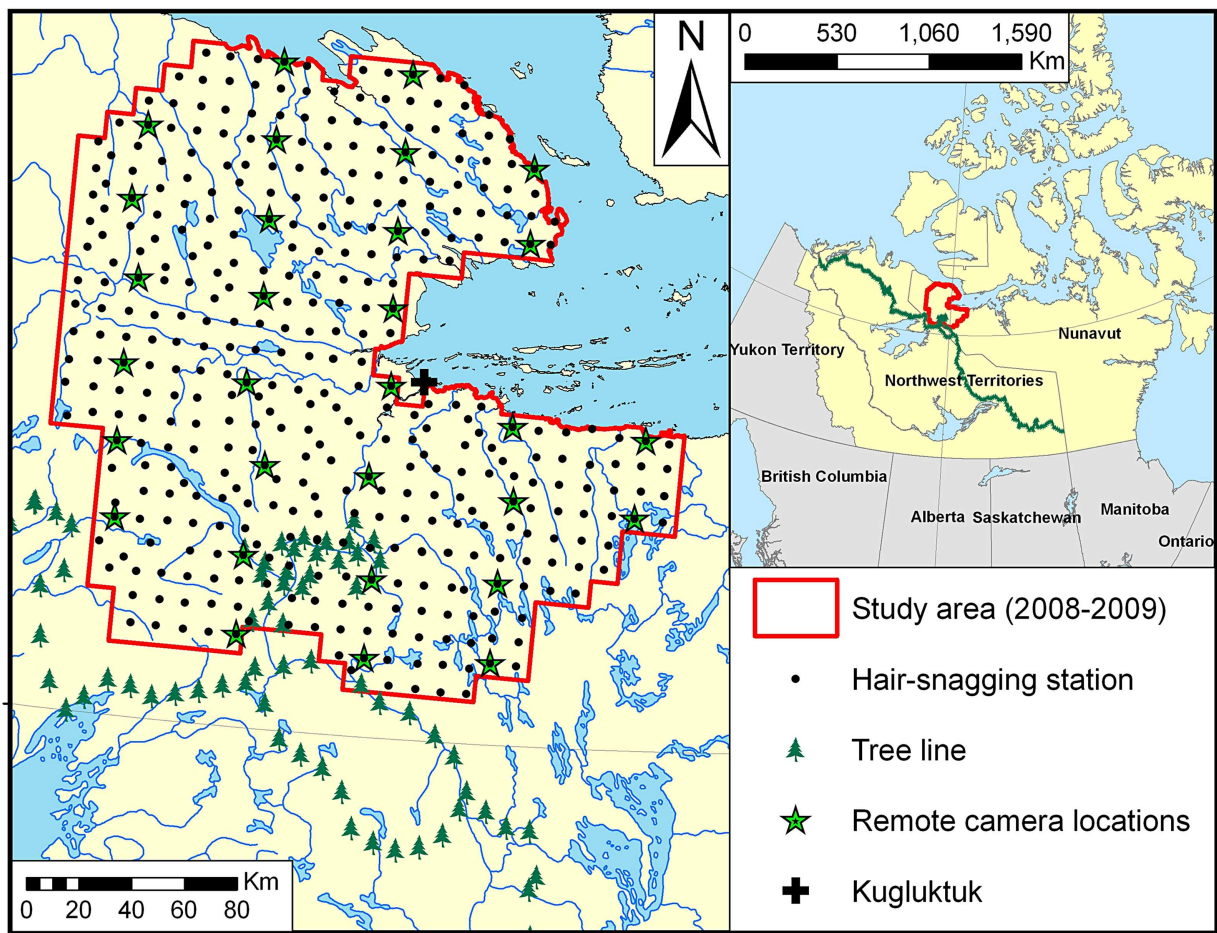 N
Km
0 20 40 60 80
0 530 1,060 1,590
Km
Nunavut
Yukon Territory
Northwest Territories
British Columbia
Alberta
Saskatchewan
Manitoba
Ontario
Study area (2008-2009)
Hair-snagging station
Tree line
Remote camera locations
Kugluktuk